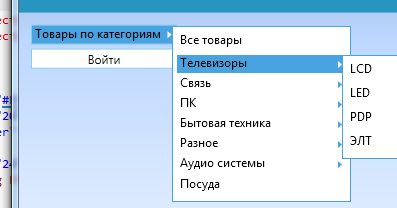 Товары по категориям
Войти
Все товары
Телевизоры
Связь
ПК
Бытовая техника
Разное
Аудио системы
Посуда
LCD
LED
PDP
ЭЛТ